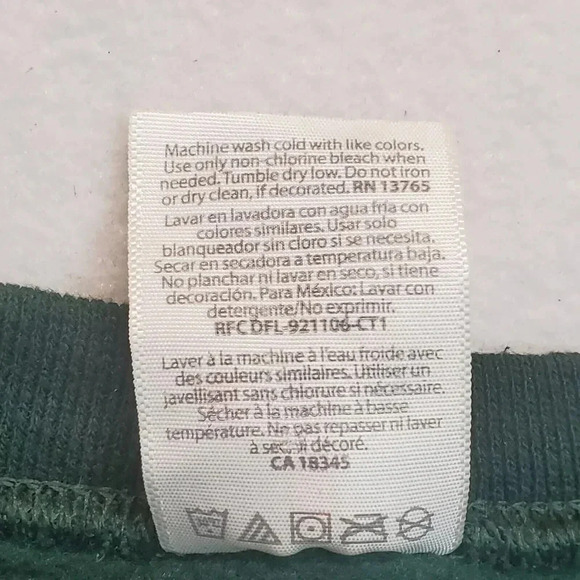 Machine wash cold with like colors.
Use only non-chlorine bleach when
needed. Tumble dry low. Do not iron
or dry clean, if decorated. RN 13765
Lavar en lavadora con agua fría con
colores similares. Usar solo
blanqueador sin cloro si se necesita.
Secar en secadora a temperatura baja.
No planchar ni lavar en seco, si tiene
decoración. Para México: Lavar con
detergente/No exprimir.
RFC DFL-921106-CT1
Laver à la machine à l'eau froide avec
des couleurs similaires. Utiliser un
javellisant sans chlorure si nécessaire.
Sécher à la machine à basse
température. Ne pas repasser ni laver
à sec, si décoré.
CA 18345